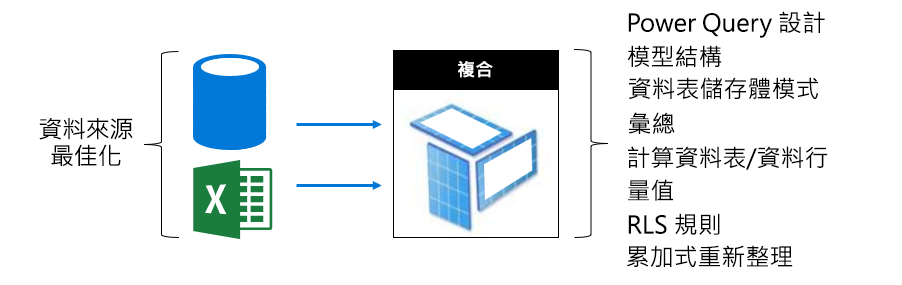 資料來源
最佳化
X
複合
Power Query 設計
模型結構
資料表儲存體模式
彙總
計算資料表/資料行
量值
RLS 規則
累加式重新整理